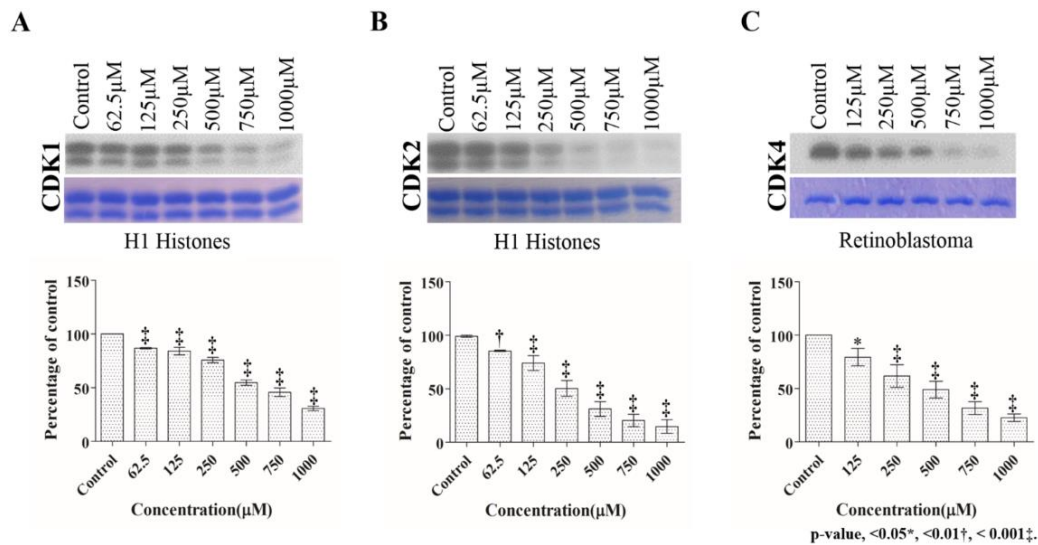 A
B
C
Control
62.5μM
125μM
250μM
500μM
750μM
1000μM
CDK1
H1 Histones
Control
62.5μM
125μM
250μM
500μM
750μM
1000μM
CDK2
H1 Histones
Control
125μM
250μM
500μM
750μM
1000μM
CDK4
Retinoblastoma
Percentage of control
150
100
50
0
‡ ‡ ‡ ‡ ‡ ‡
Control 62.5 125 250 500 750 1000
Concentration(μM)
Percentage of control
150
100
50
0
† ‡ ‡ ‡ ‡ ‡
Control 62.5 125 250 500 750 1000
Concentration(μM)
Percentage of control
150
100
50
0
* ‡ ‡ ‡ ‡
Control 125 250 500 750 1000
Concentration(μM)
p-value, <0.05*, <0.01†, < 0.001‡.